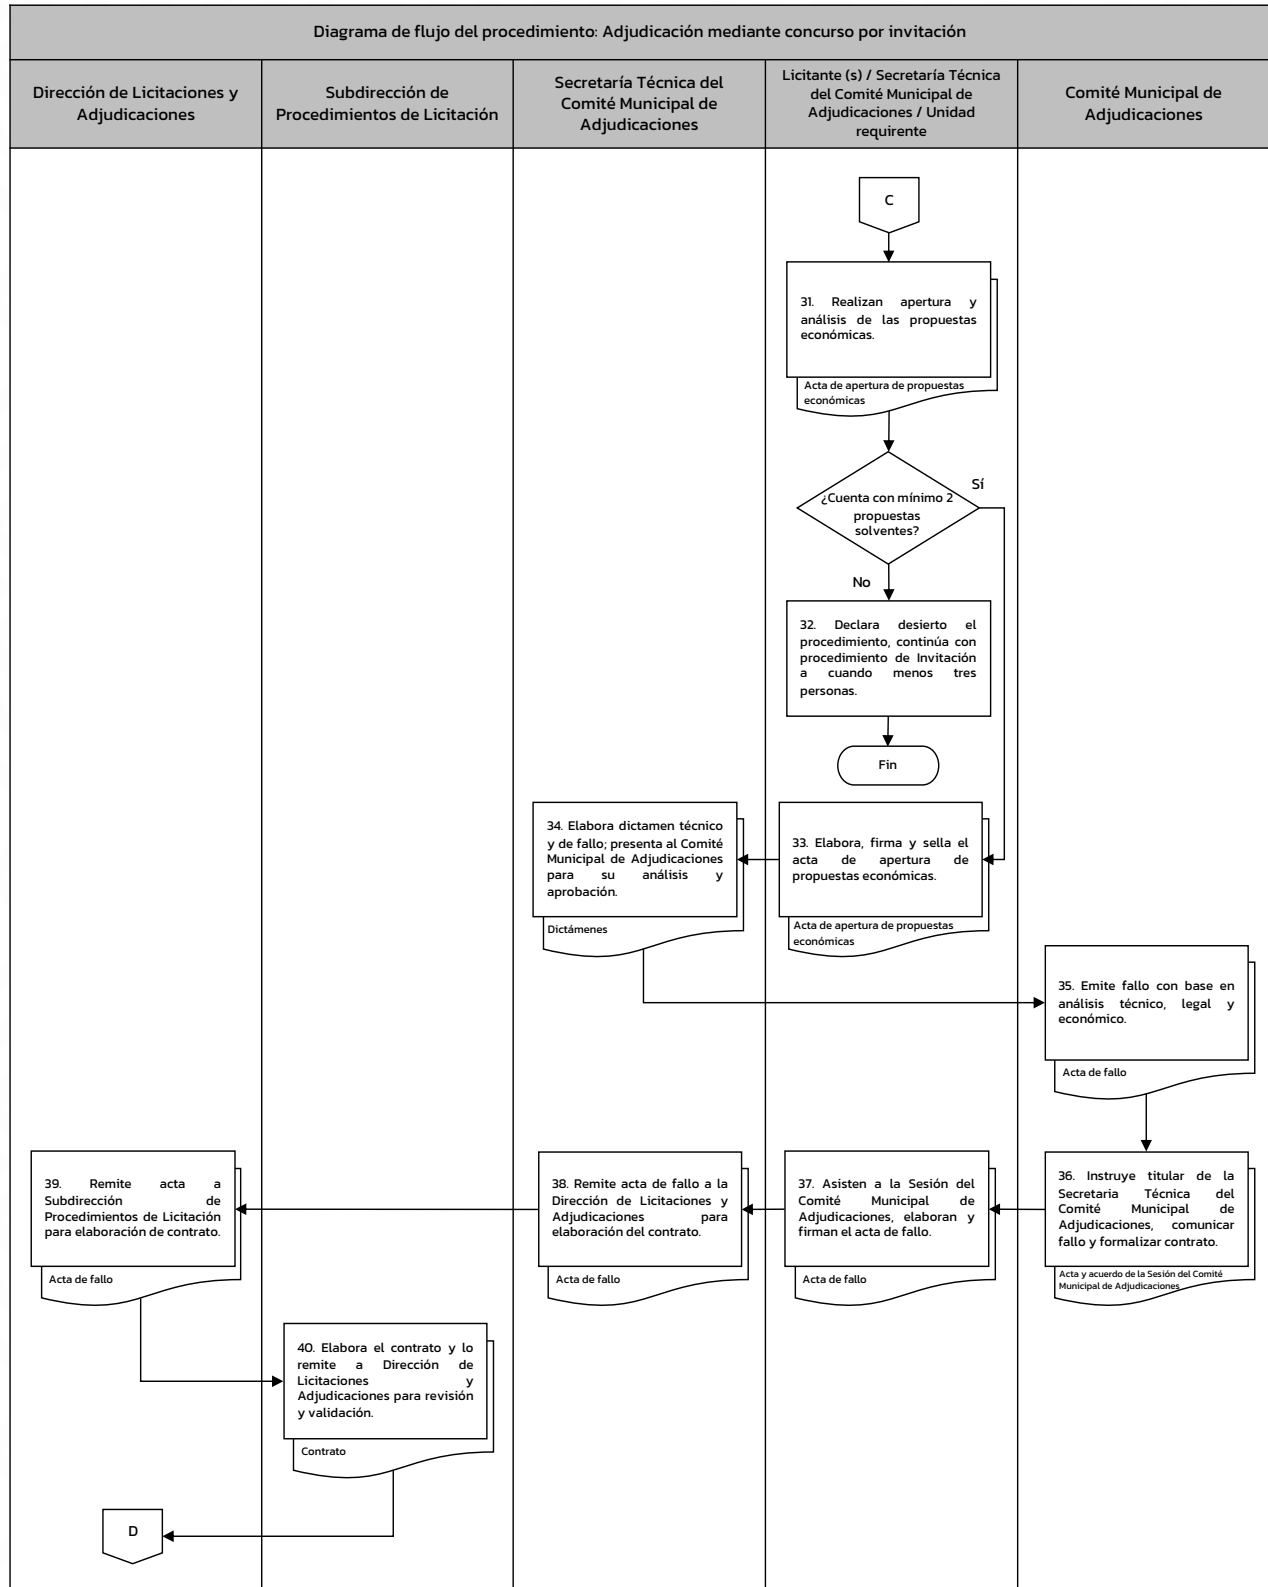 Diagrama de flujo del procedimiento: Adjudicación mediante concurso por invitación
Dirección de Licitaciones y
Adjudicaciones
Subdirección de
Procedimientos de Licitación
Secretaría Técnica del
Comité Municipal de
Adjudicaciones
Licitante (s) / Secretaría Técnica
del Comité Municipal de
Adjudicaciones / Unidad
requirente
Comité Municipal de
Adjudicaciones
C
31. Realizan apertura y
análisis de las propuestas
económicas.
Acta de apertura de propuestas
económicas
¿Cuenta con mínimo 2
propuestas
solventes?
Sí
No
32. Declara desierto el
procedimiento, continúa con
procedimiento de Invitación
a cuando menos tres
personas.
Fin
34. Elabora dictamen técnico
y de fallo; presenta al Comité
Municipal de Adjudicaciones
para su análisis y
aprobación.
Dictámenes
33. Elabora, firma y sella el
acta de apertura de
propuestas económicas.
Acta de apertura de propuestas
económicas
35. Emite fallo con base en
análisis técnico, legal y
económico.
Acta de fallo
39. Remite acta a
Subdirección de
Procedimientos de Licitación
para elaboración de contrato.
Acta de fallo
38. Remite acta de fallo a la
Dirección de Licitaciones y
Adjudicaciones para
elaboración del contrato.
Acta de fallo
37. Asisten a la Sesión del
Comité Municipal de
Adjudicaciones, elaboran y
firman el acta de fallo.
Acta de fallo
36. Instruye titular de la
Secretaria Técnica del
Comité Municipal de
Adjudicaciones, comunicar
fallo y formalizar contrato.
Acta y acuerdo de la Sesión del Comité
Municipal de Adjudicaciones
40. Elabora el contrato y lo
remite a Dirección de
Licitaciones y
Adjudicaciones para revisión
y validación.
Contrato
D